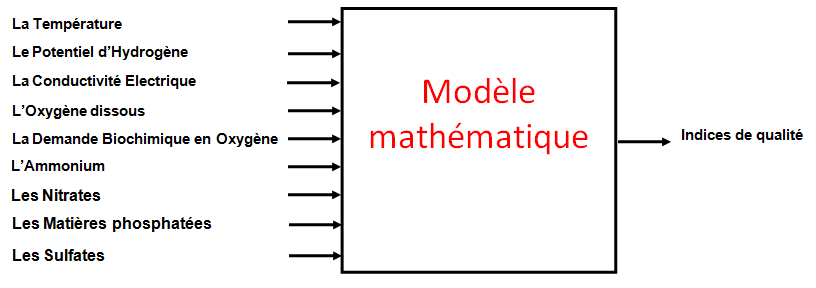 La Température
Le Potentiel d'Hydrogène
La Conductivité Electrique
L'Oxygène dissous
La Demande Biochimique en Oxygène
L'Ammonium
Les Nitrates
Les Matières phosphatées
Les Sulfates
Modèle
mathématique
Indices de qualité